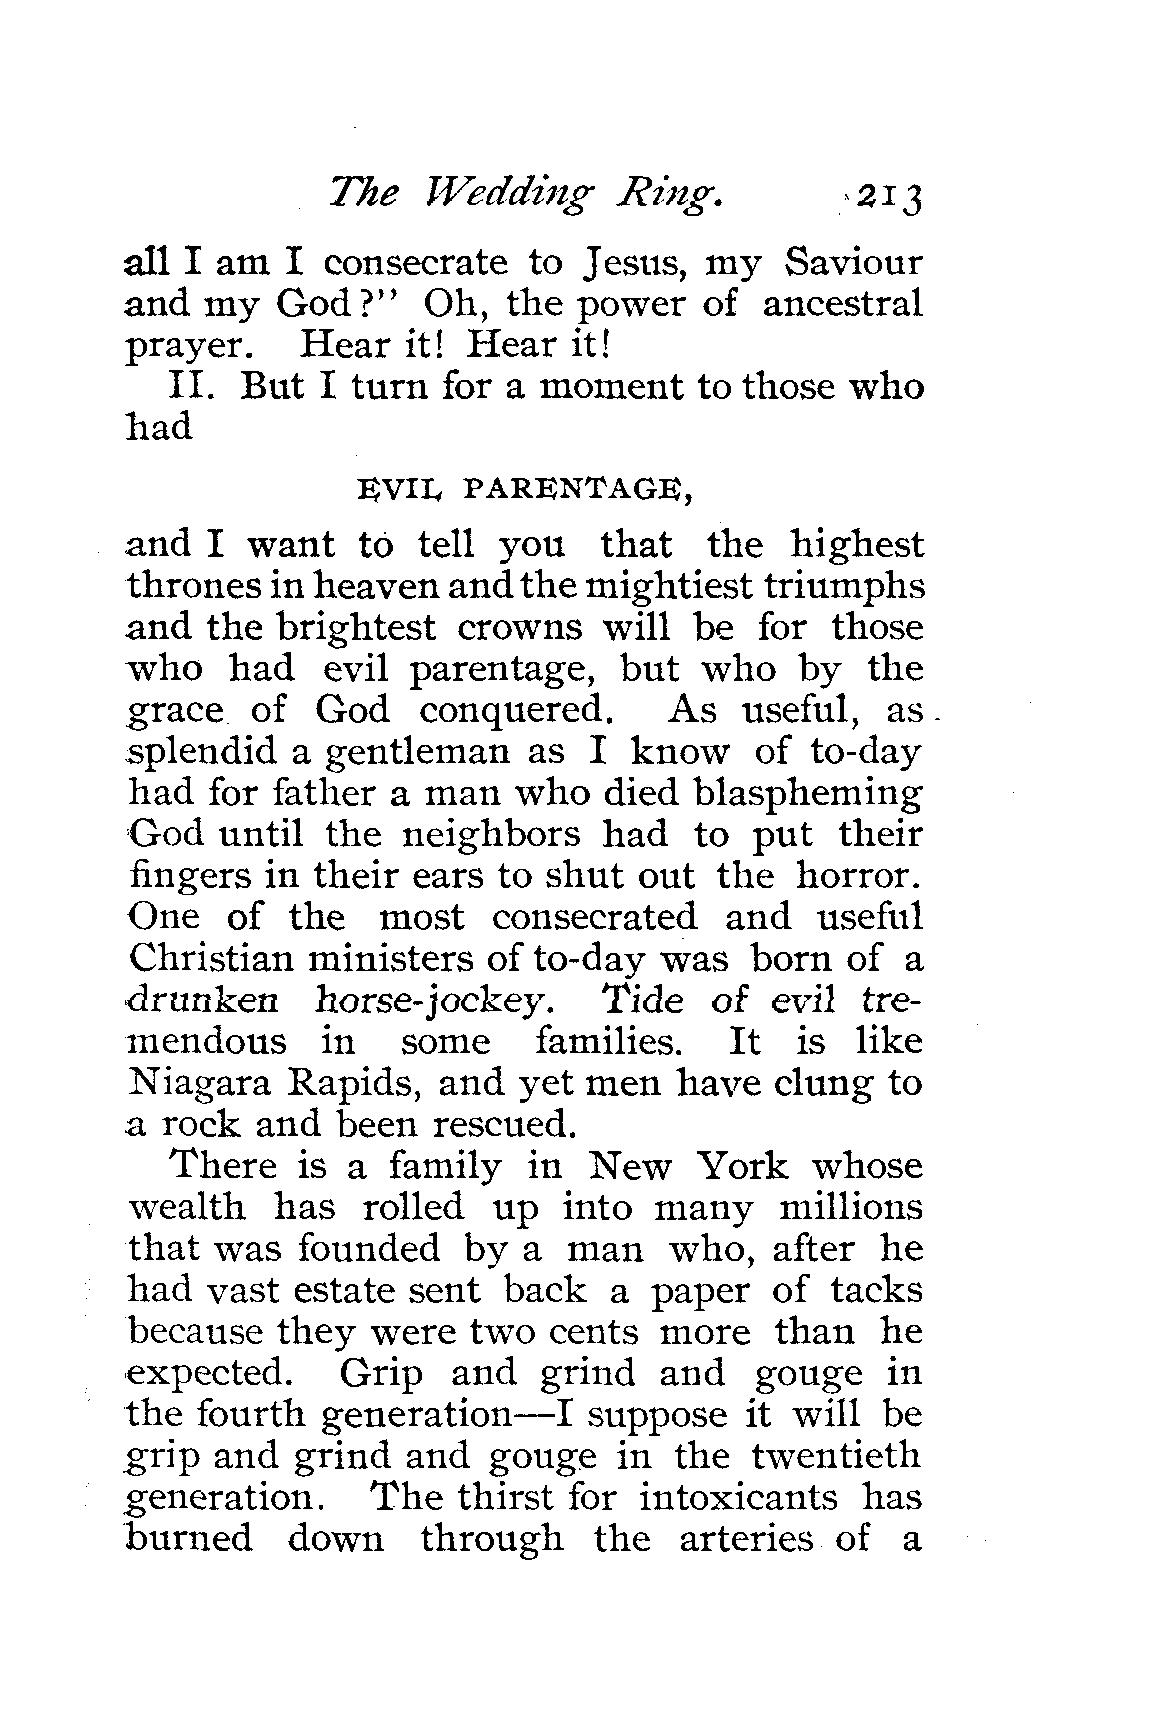 The Wedding Ring. 213
all I am I consecrate to Jesus, my Saviour
and my God?" Oh, the power of ancestral
prayer. Hear it! Hear it!
II. But I turn for a moment to those who
had
EVIL PARENTAGE,
and I want to tell you that the highest
thrones in heaven and the mightiest triumphs
and the brightest crowns will be for those
who had evil parentage, but who by the
grace of God conquered. As useful, as
splendid a gentleman as I know of to-day
had for father a man who died blaspheming
God until the neighbors had to put their
fingers in their ears to shut out the horror.
One of the most consecrated and useful
Christian ministers of to-day was born of a
drunken horse-jockey. Tide of evil tre-
mendous in some families. It is like
Niagara Rapids, and yet men have clung to
a rock and been rescued.
There is a family in New York whose
wealth has rolled up into many millions
that was founded by a man who, after he
had vast estate sent back a paper of tacks
because they were two cents more than he
expected. Grip and grind and gouge in
the fourth generation—I suppose it will be
grip and grind and gouge in the twentieth
generation. The thirst for intoxicants has
burned down through the arteries of a